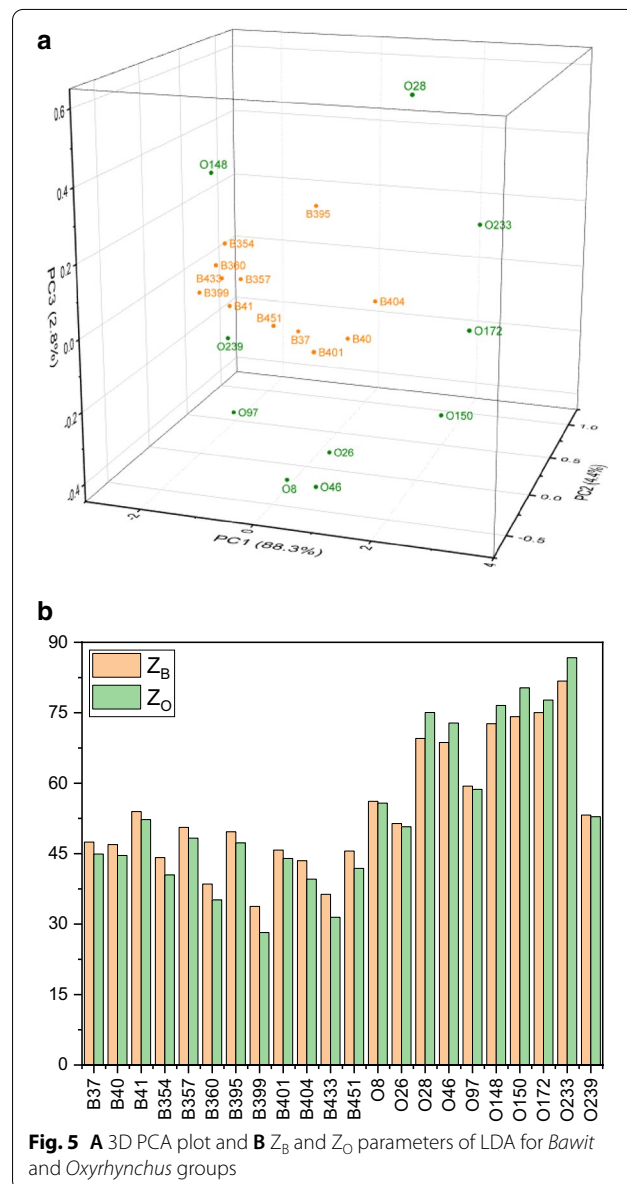 a
0.6
0.4
0.2
0.0
-0.2
-0.4
PC3 (2.8%)
O28
O148
B395
O233
B354
B360
B433
B357
B399
B404
B41
B451
O172
B37
B40
O239
B401
O97
O150
O26
O8
O46
1.0
0.5
0.0
-0.5
PC2 (4.4%)
-2
0
2
4
PC1 (88.3%)
b
90
75
60
45
30
15
0
Z_B
Z_O
B37
B40
B41
B354
B357
B360
B395
B399
B401
B404
B433
B451
O8
O26
O28
O46
O97
O148
O150
O172
O233
O239
Fig. 5 A 3D PCA plot and B Z_B and Z_O parameters of LDA for Bawit
and Oxyrhynchus groups